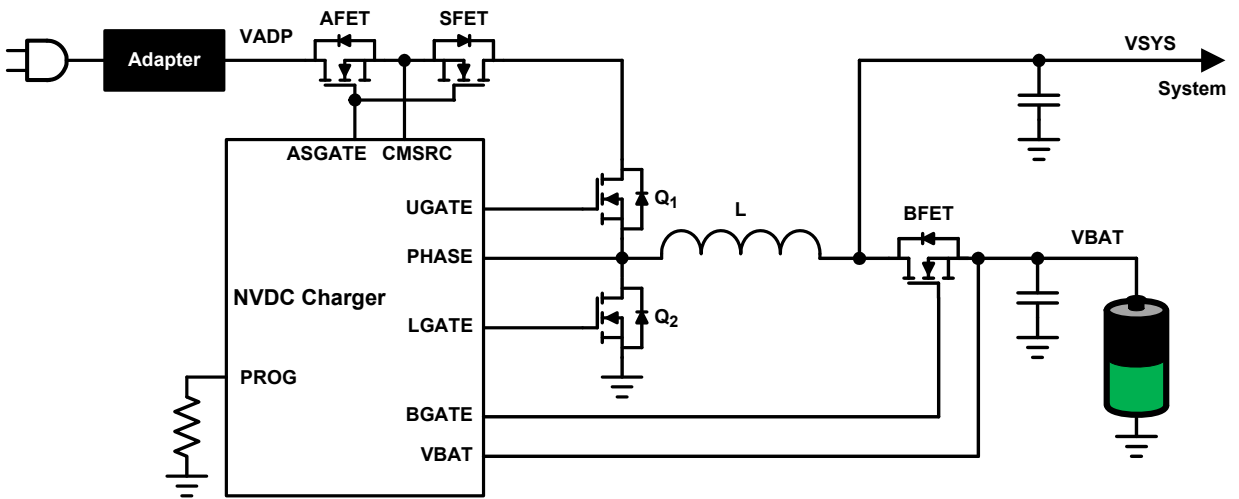 AFET
SFET
VADP
Adapter
VSYS
System
ASGATE
CMSRC
UGATE
Q1
L
BFET
VBAT
PHASE
NVDC Charger
LGATE
Q2
PROG
BGATE
VBAT